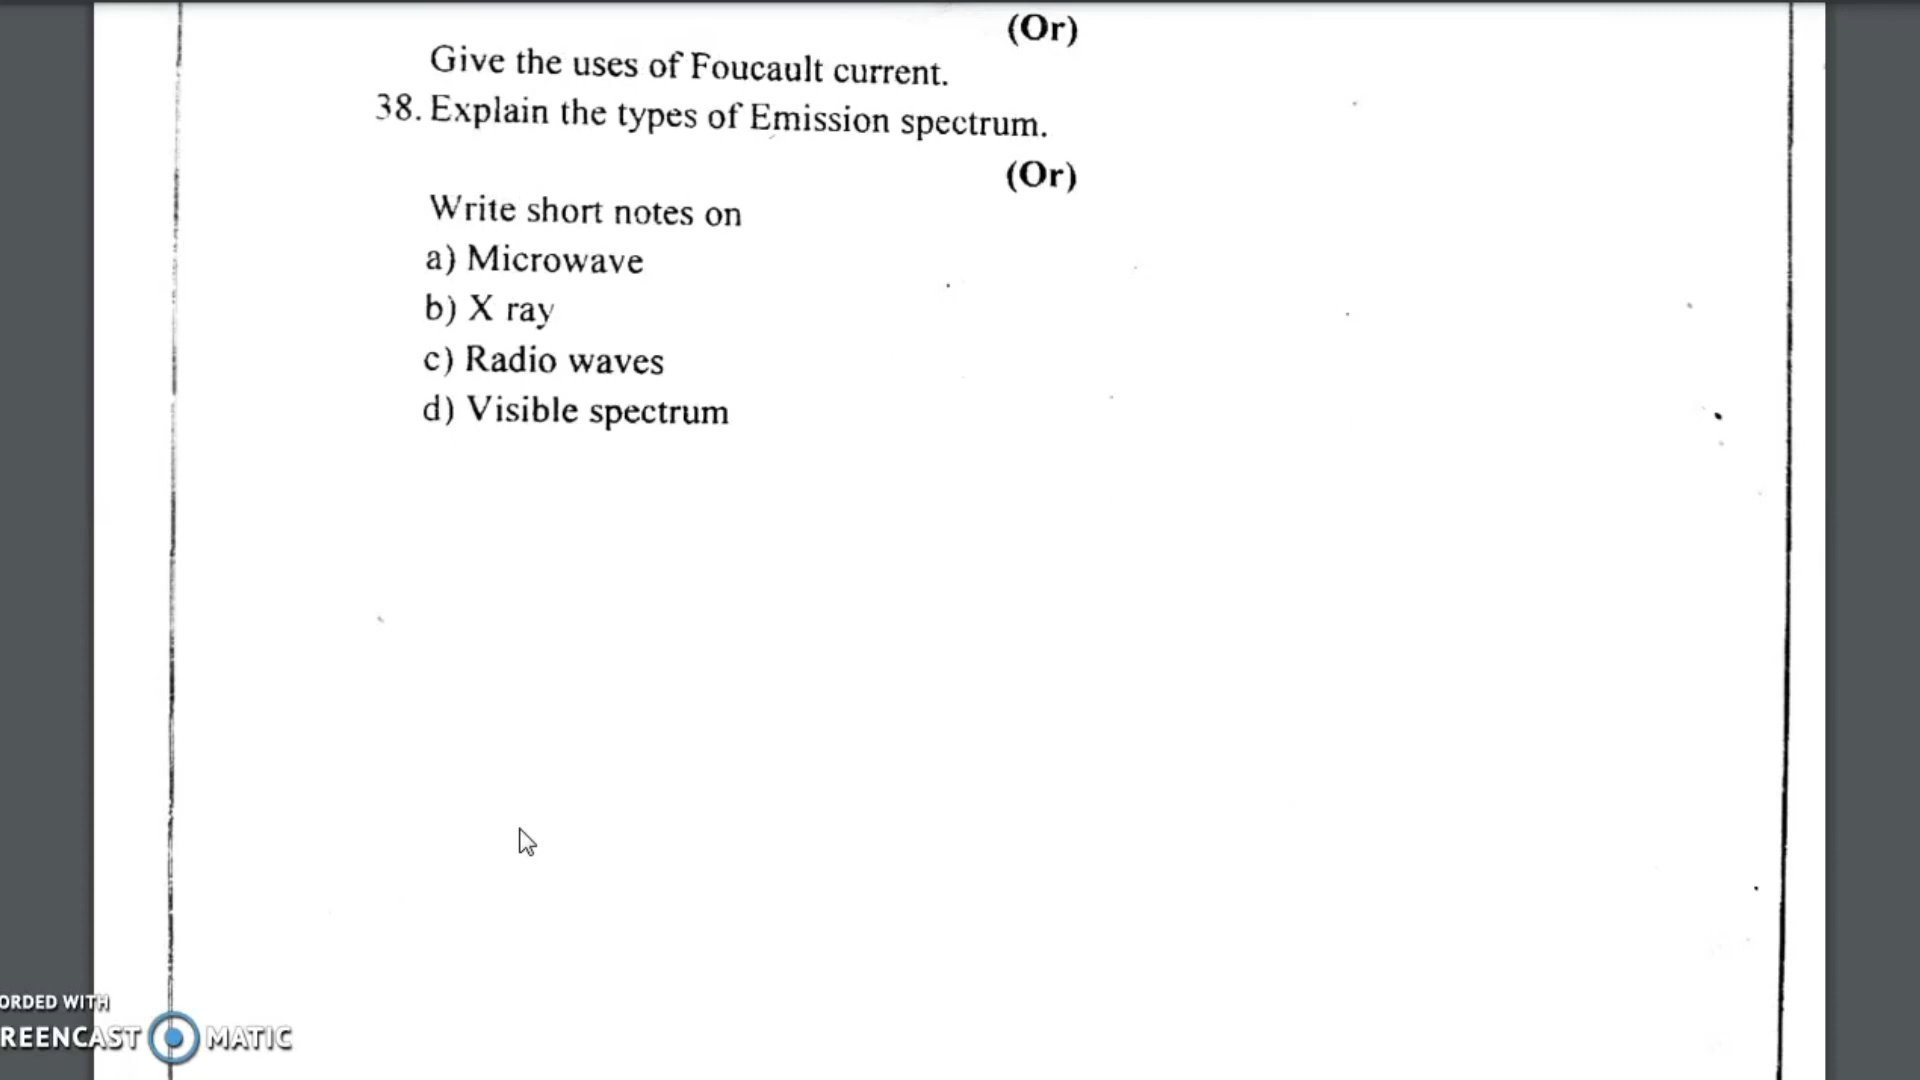 (Or)
Give the uses of Foucault current.
38. Explain the types of Emission spectrum.
(Or)
Write short notes on
a) Microwave
b) X ray
c) Radio waves
d) Visible spectrum
ORDED WITH
REENCAST MATIC